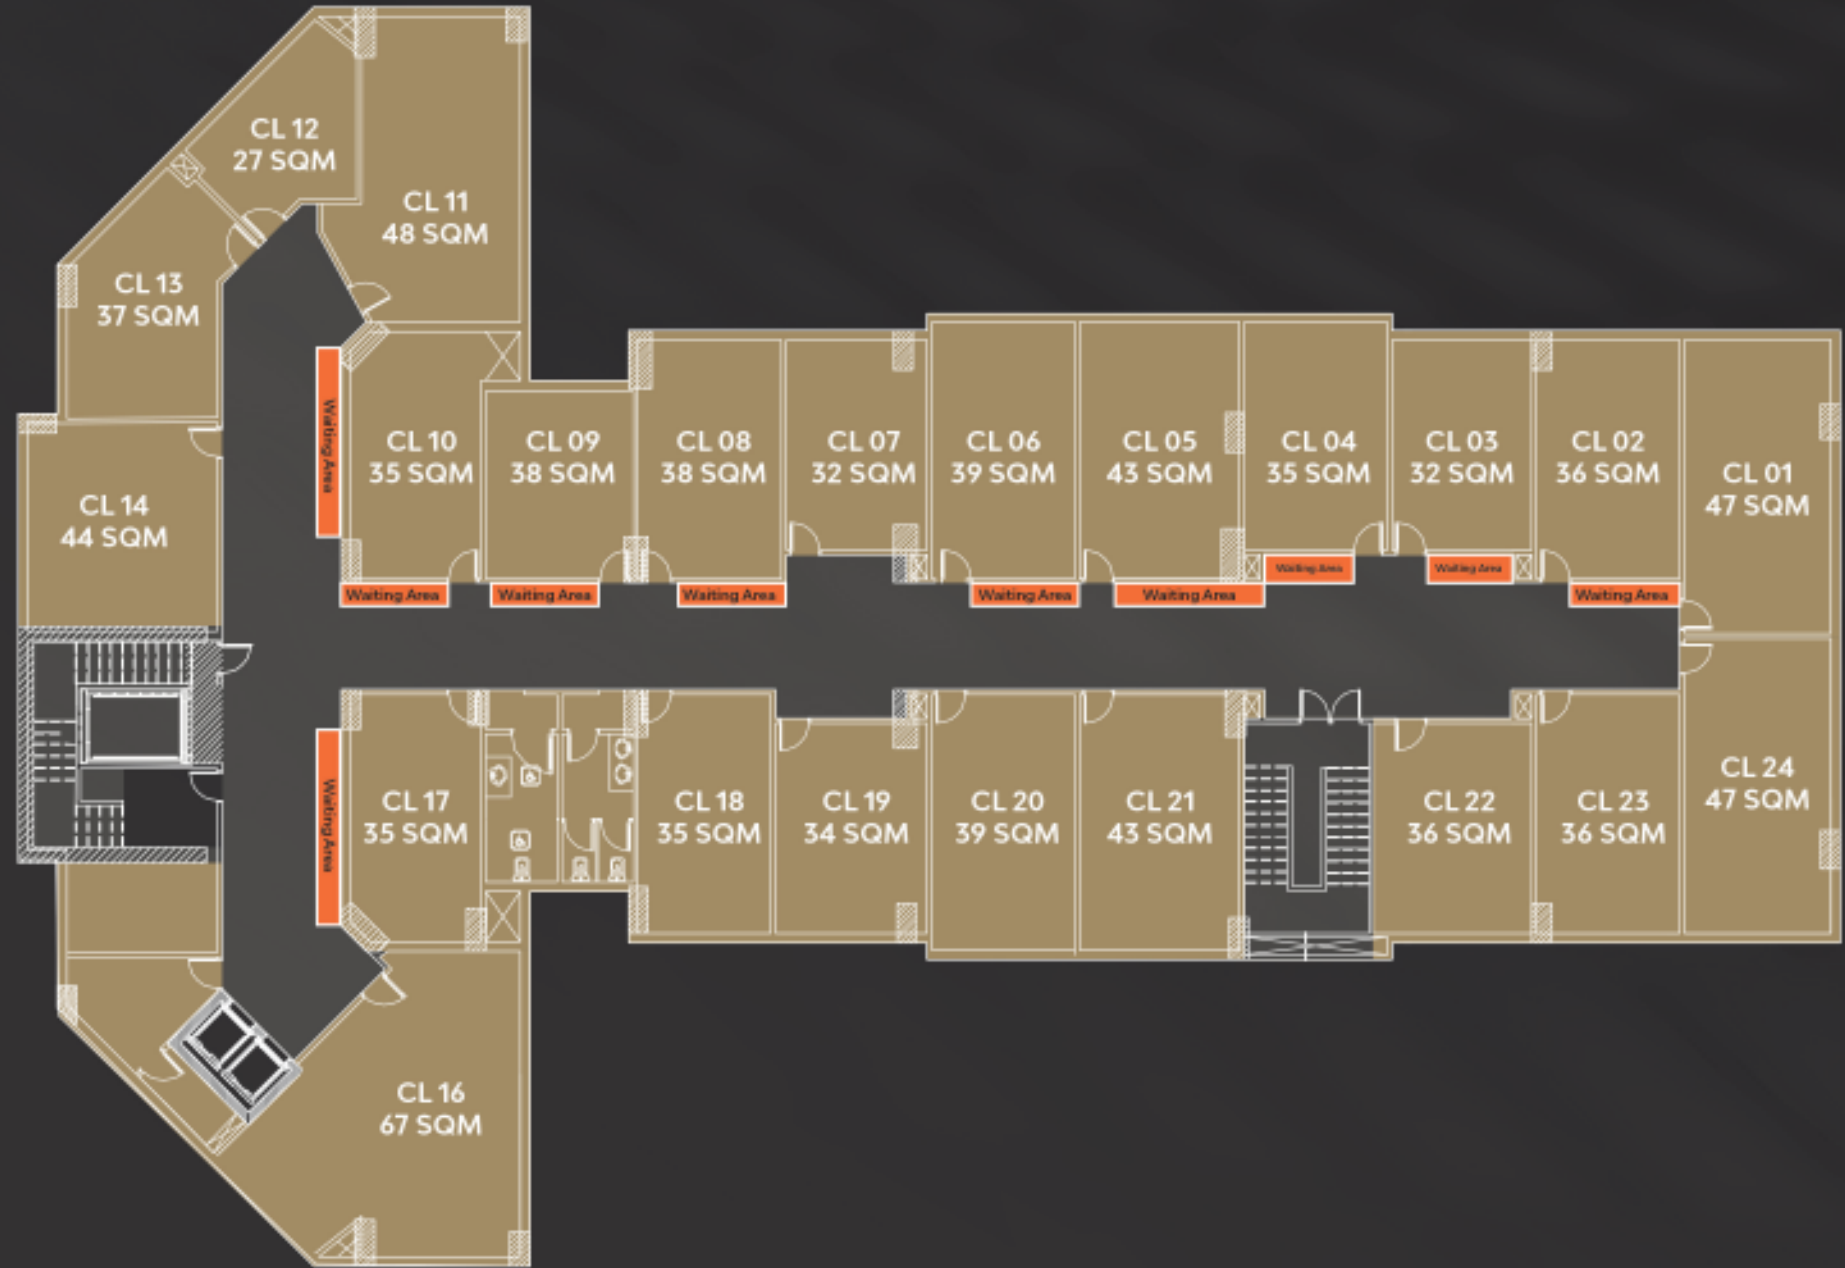 CL 12
27 SQM
CL 11
48 SQM
CL 13
37 SQM
CL 14
44 SQM
Waiting Area
CL 10
35 SQM
CL 09
38 SQM
CL 08
38 SQM
CL 07
32 SQM
CL 06
39 SQM
CL 05
43 SQM
CL 04
35 SQM
CL 03
32 SQM
CL 02
36 SQM
CL 01
47 SQM
Waiting Area
Waiting Area
Waiting Area
Waiting Area
Waiting Area
Waiting Area
Waiting Area
Waiting Area
Waiting Area
CL 17
35 SQM
CL 18
35 SQM
CL 19
34 SQM
CL 20
39 SQM
CL 21
43 SQM
CL 22
36 SQM
CL 23
36 SQM
CL 24
47 SQM
CL 16
67 SQM